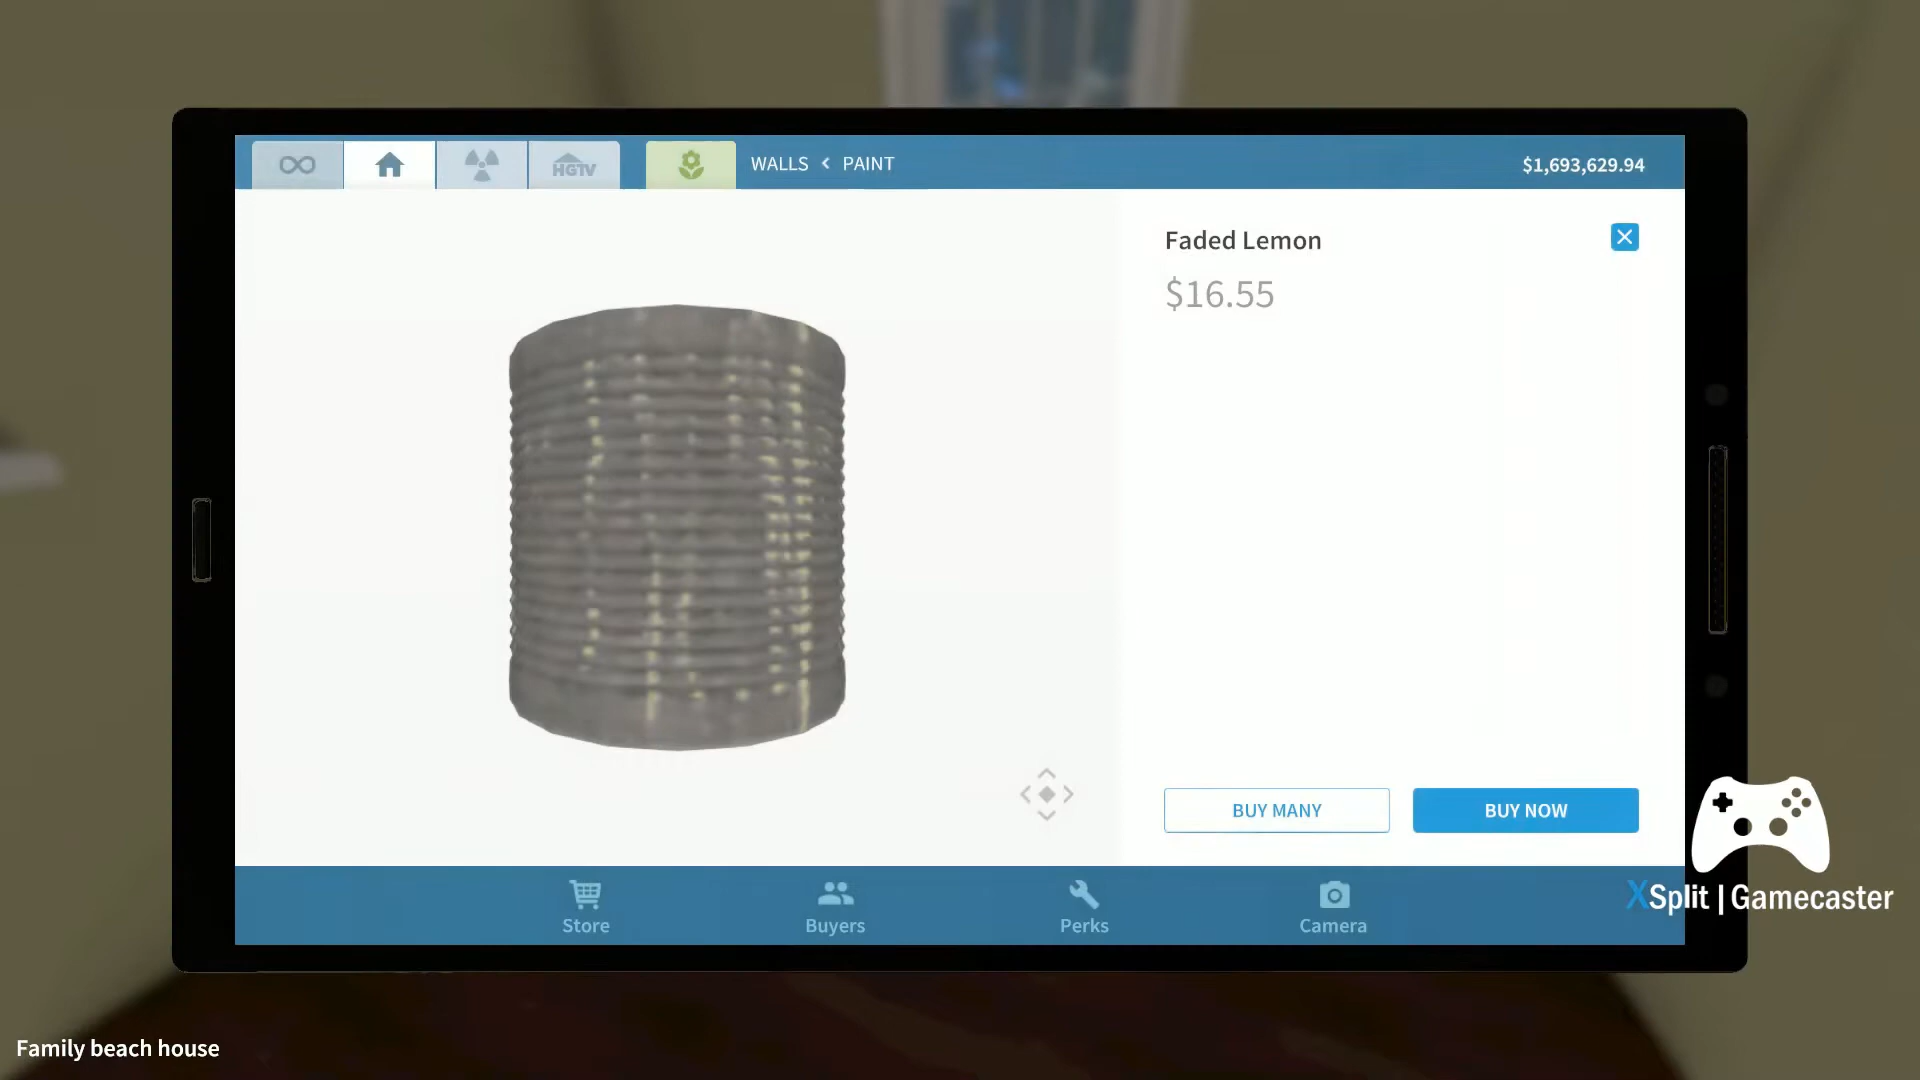 HGTV
WALLS < PAINT
$1,693,629.94
Faded Lemon
$16.55
BUY MANY
BUY NOW
Store
Buyers
Perks
Camera
XSplit | Gamecaster
Family beach house